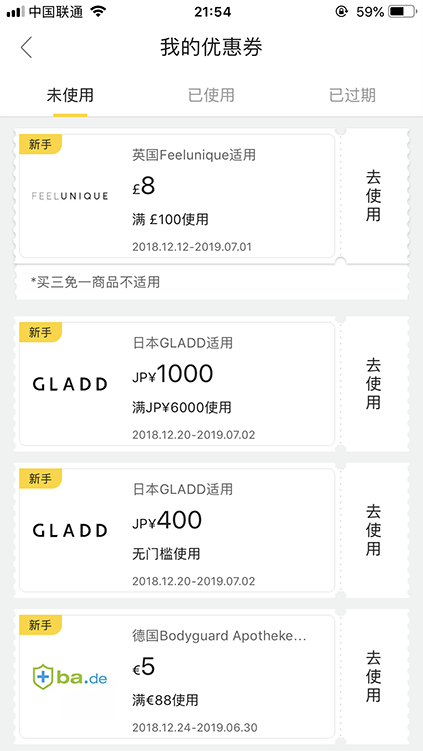 中国联通 21:54 59%
我的优惠券
未使用 已使用 已过期
新手
英国Feelunique适用
FEELUNIQUE
£8
满 £100使用
2018.12.12-2019.07.01
去使用
*买三免一商品不适用
新手
日本GLADD适用
GLADD
JP¥1000
满JP¥6000使用
2018.12.20-2019.07.02
去使用
新手
日本GLADD适用
GLADD
JP¥400
无门槛使用
2018.12.20-2019.07.02
去使用
新手
德国Bodyguard Apotheke...
ba.de
€5
满€88使用
2018.12.24-2019.06.30
去使用